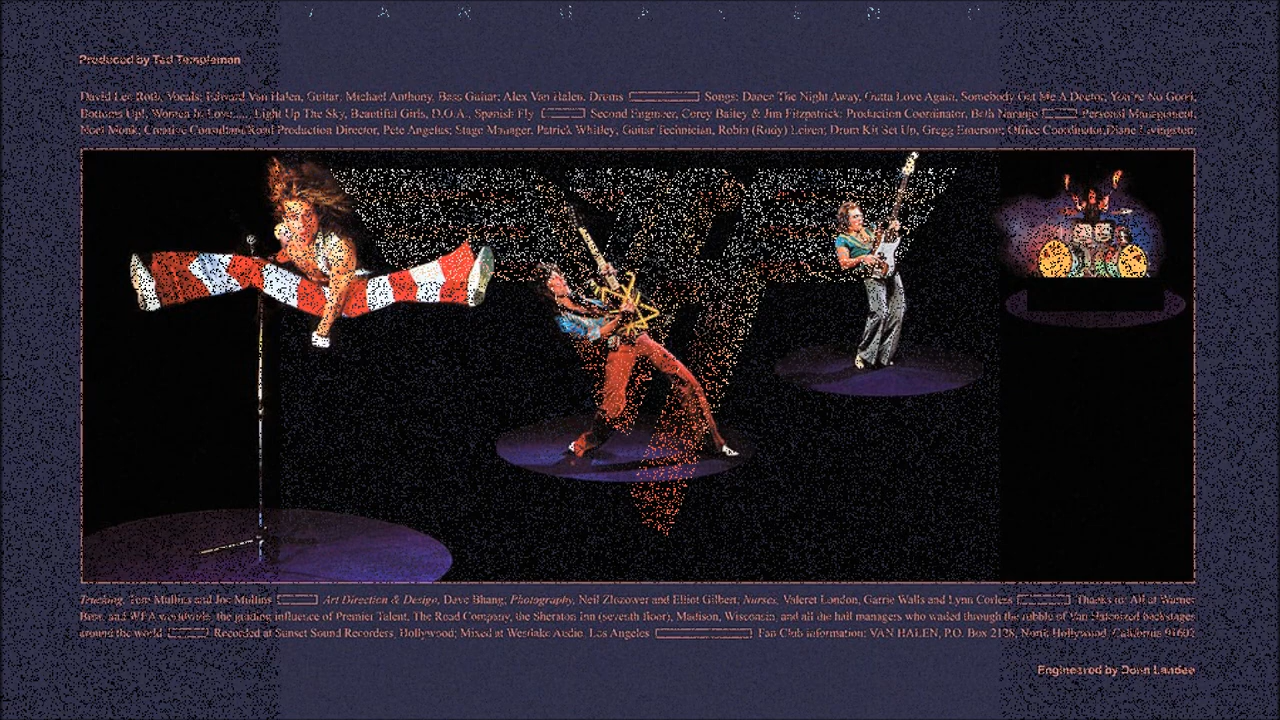 VAN HALEN II
Produced by Ted Templeman
David Lee Roth, Vocals; Edward Van Halen, Guitar; Michael Anthony, Bass Guitar; Alex Van Halen, Drums Songs: Dance The Night Away, Outta Love Again, Somebody Get Me A Doctor, You're No Good,
Bottoms Up!, Women In Love....., Light Up The Sky, Beautiful Girls, D.O.A., Spanish Fly Second Engineer, Corey Bailey & Jim Fitzpatrick; Production Coordinator, Beth Naranjo Personal Management,
Noel Monk; Creative Consultant/Road Production Director, Pete Angelus; Stage Manager, Patrick Whitley, Guitar Technician, Robin (Rudy) Leiren; Drum Kit Set Up, Gregg Emerson; Office Coordinator, Diane Livingston;
Trucking, Tom Mullins and Joe Mullins Art Direction & Design, Dave Bhang; Photography, Neil Zlozower and Elliot Gilbert; Nurses, Valeret London, Garrie Walls and Lynn Corless Thanks to: All at Warner
Bros. and WEA worldwide, the guiding influence of Premier Talent, The Road Company, the Sheraton Inn (seventh floor), Madison, Wisconsin, and all the hall managers who waded through the rubble of Van Halenized backstages
around the world Recorded at Sunset Sound Recorders, Hollywood; Mixed at Westlake Audio, Los Angeles Fan Club information: VAN HALEN, P.O. Box 2128, North Hollywood, California 91602
Engineered by Donn Landee